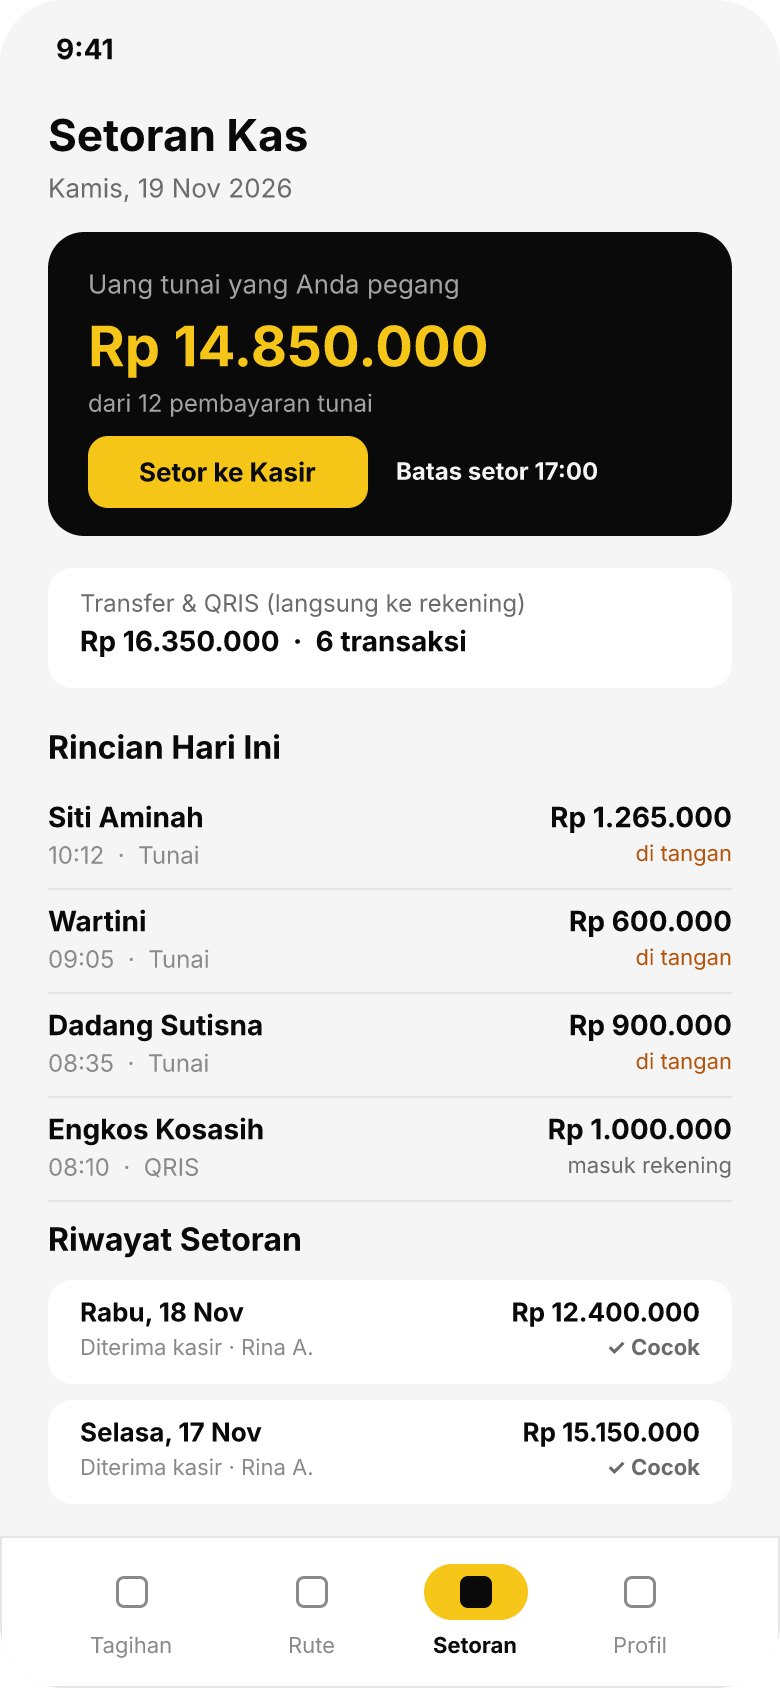 9:41
Setoran Kas
Kamis, 19 Nov 2026
Uang tunai yang Anda pegang
Rp 14.850.000
dari 12 pembayaran tunai
Setor ke Kasir
Batas setor 17:00
Transfer & QRIS (langsung ke rekening)
Rp 16.350.000 · 6 transaksi
Rincian Hari Ini
Siti Aminah
Rp 1.265.000
10:12 · Tunai
di tangan
Wartini
Rp 600.000
09:05 · Tunai
di tangan
Dadang Sutisna
Rp 900.000
08:35 · Tunai
di tangan
Engkos Kosasih
Rp 1.000.000
08:10 · QRIS
masuk rekening
Riwayat Setoran
Rabu, 18 Nov
Rp 12.400.000
Diterima kasir · Rina A.
✓ Cocok
Selasa, 17 Nov
Rp 15.150.000
Diterima kasir · Rina A.
✓ Cocok
Tagihan
Rute
Setoran
Profil